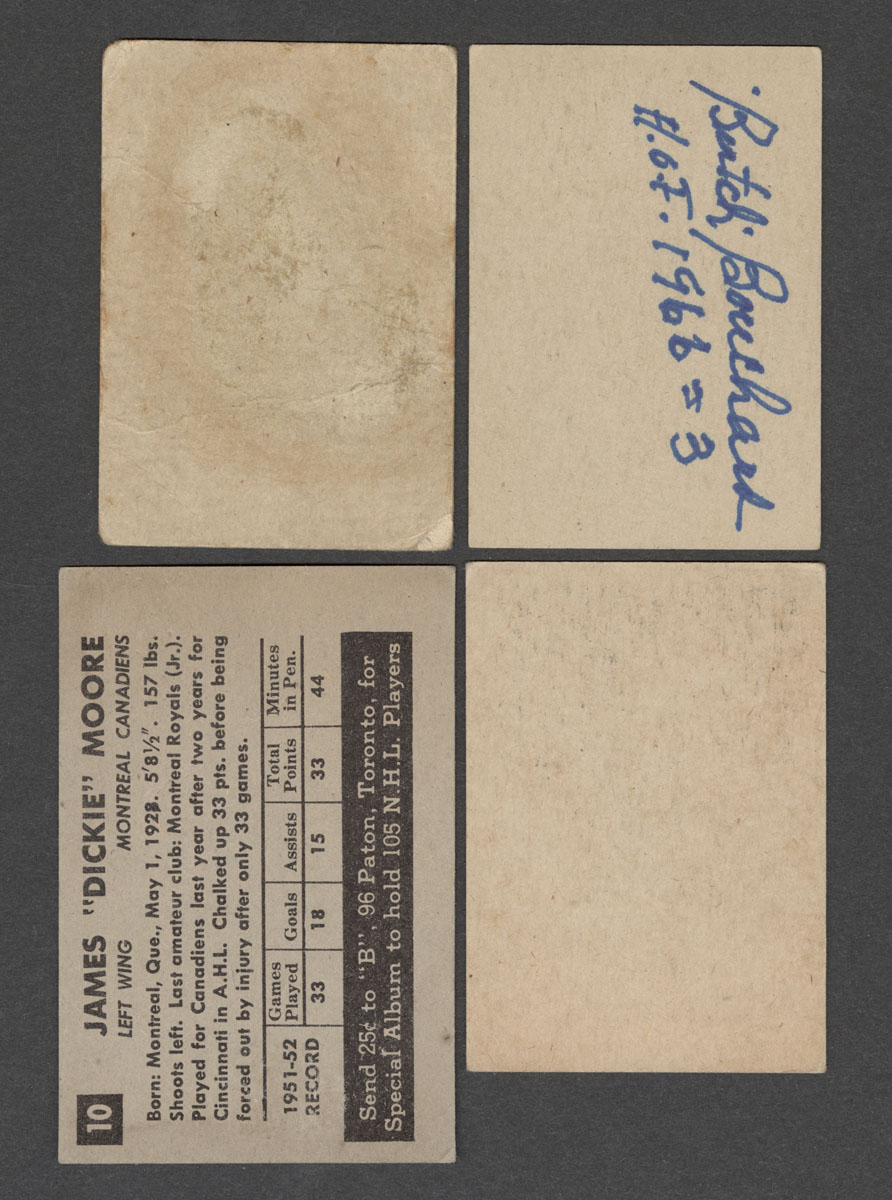 Butch Bouchard
H.of. 1966 = 3
10
JAMES "DICKIE" MOORE
LEFT WING MONTREAL CANADIENS
Born: Montreal, Que., May 1, 1928. 5'8½". 157 lbs.
Shoots left. Last amateur club: Montreal Royals (Jr.).
Played for Canadiens last year after two years for
Cincinnati in A.H.L. Chalked up 33 pts. before being
forced out by injury after only 33 games.
1951-52 RECORD
Games Played Goals Assists Total Points Minutes in Pen.
33 18 15 33 44
Send 25¢ to "B", 96 Paton, Toronto, for
Special Album to hold 105 N.H.L. Players